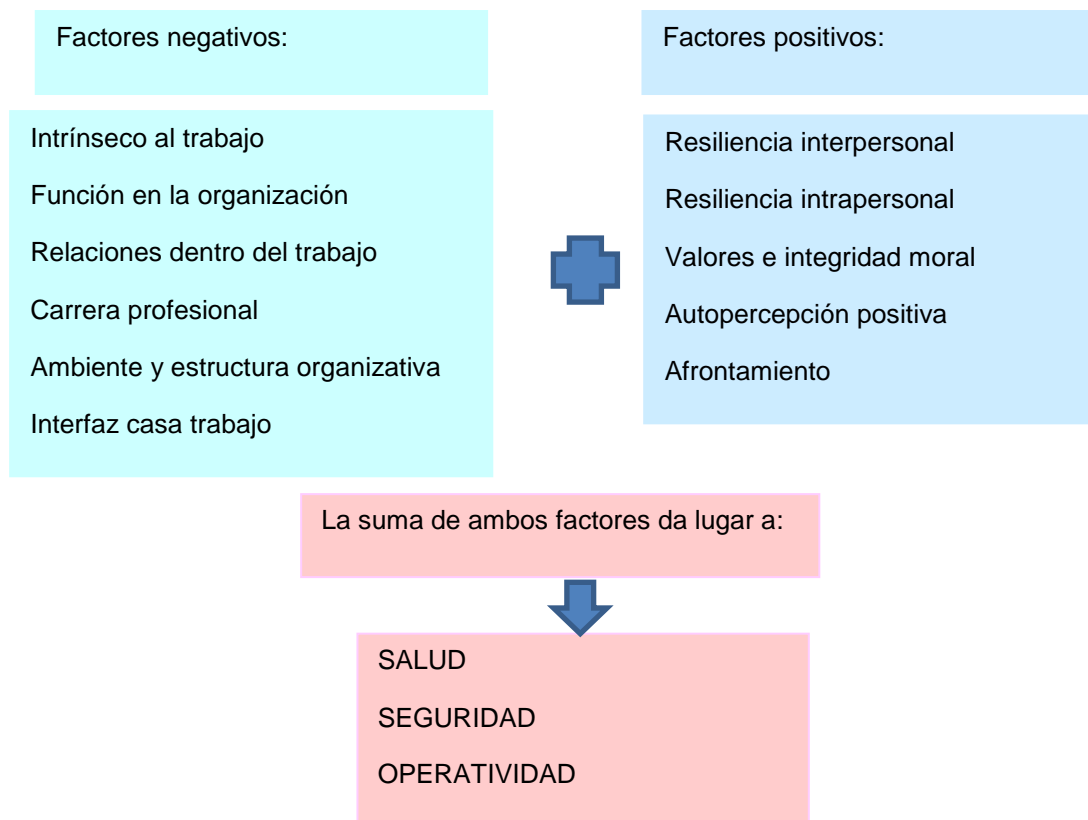 Factores negativos:
Intrínseco al trabajo
Función en la organización
Relaciones dentro del trabajo
Carrera profesional
Ambiente y estructura organizativa
Interfaz casa trabajo
Factores positivos:
Resiliencia interpersonal
Resiliencia intrapersonal
Valores e integridad moral
Autopercepción positiva
Afrontamiento
La suma de ambos factores da lugar a:
SALUD
SEGURIDAD
OPERATIVIDAD